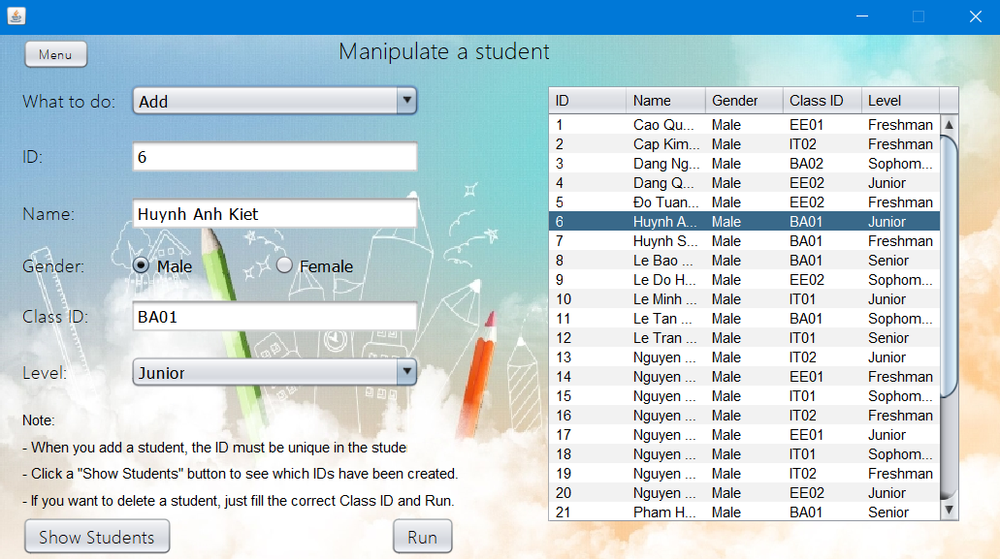 Menu
Manipulate a student
What to do: Add
ID: 6
Name: Huynh Anh Kiet
Gender: Male Female
Class ID: BA01
Level: Junior
Note:
- When you add a student, the ID must be unique in the stude
- Click a "Show Students" button to see which IDs have been created.
- If you want to delete a student, just fill the correct Class ID and Run.
Show Students Run
ID Name Gender Class ID Level
1 Cao Qu... Male EE01 Freshman
2 Cap Kim... Male IT02 Freshman
3 Dang Ng... Male BA02 Sophom...
4 Dang Q... Male EE02 Junior
5 Đo Tuan... Male EE02 Freshman
6 Huynh A... Male BA01 Junior
7 Huynh S... Male BA01 Freshman
8 Le Bao ... Male BA01 Senior
9 Le Do H... Male EE02 Sophom...
10 Le Minh ... Male IT01 Junior
11 Le Tan ... Male BA01 Sophom...
12 Le Tran ... Male IT01 Senior
13 Nguyen ... Male IT02 Junior
14 Nguyen ... Male EE01 Freshman
15 Nguyen ... Male IT01 Sophom...
16 Nguyen ... Male IT02 Freshman
17 Nguyen ... Male EE01 Junior
18 Nguyen ... Male IT01 Sophom...
19 Nguyen ... Male IT02 Freshman
20 Nguyen ... Male EE02 Junior
21 Pham H... Male BA01 Senior